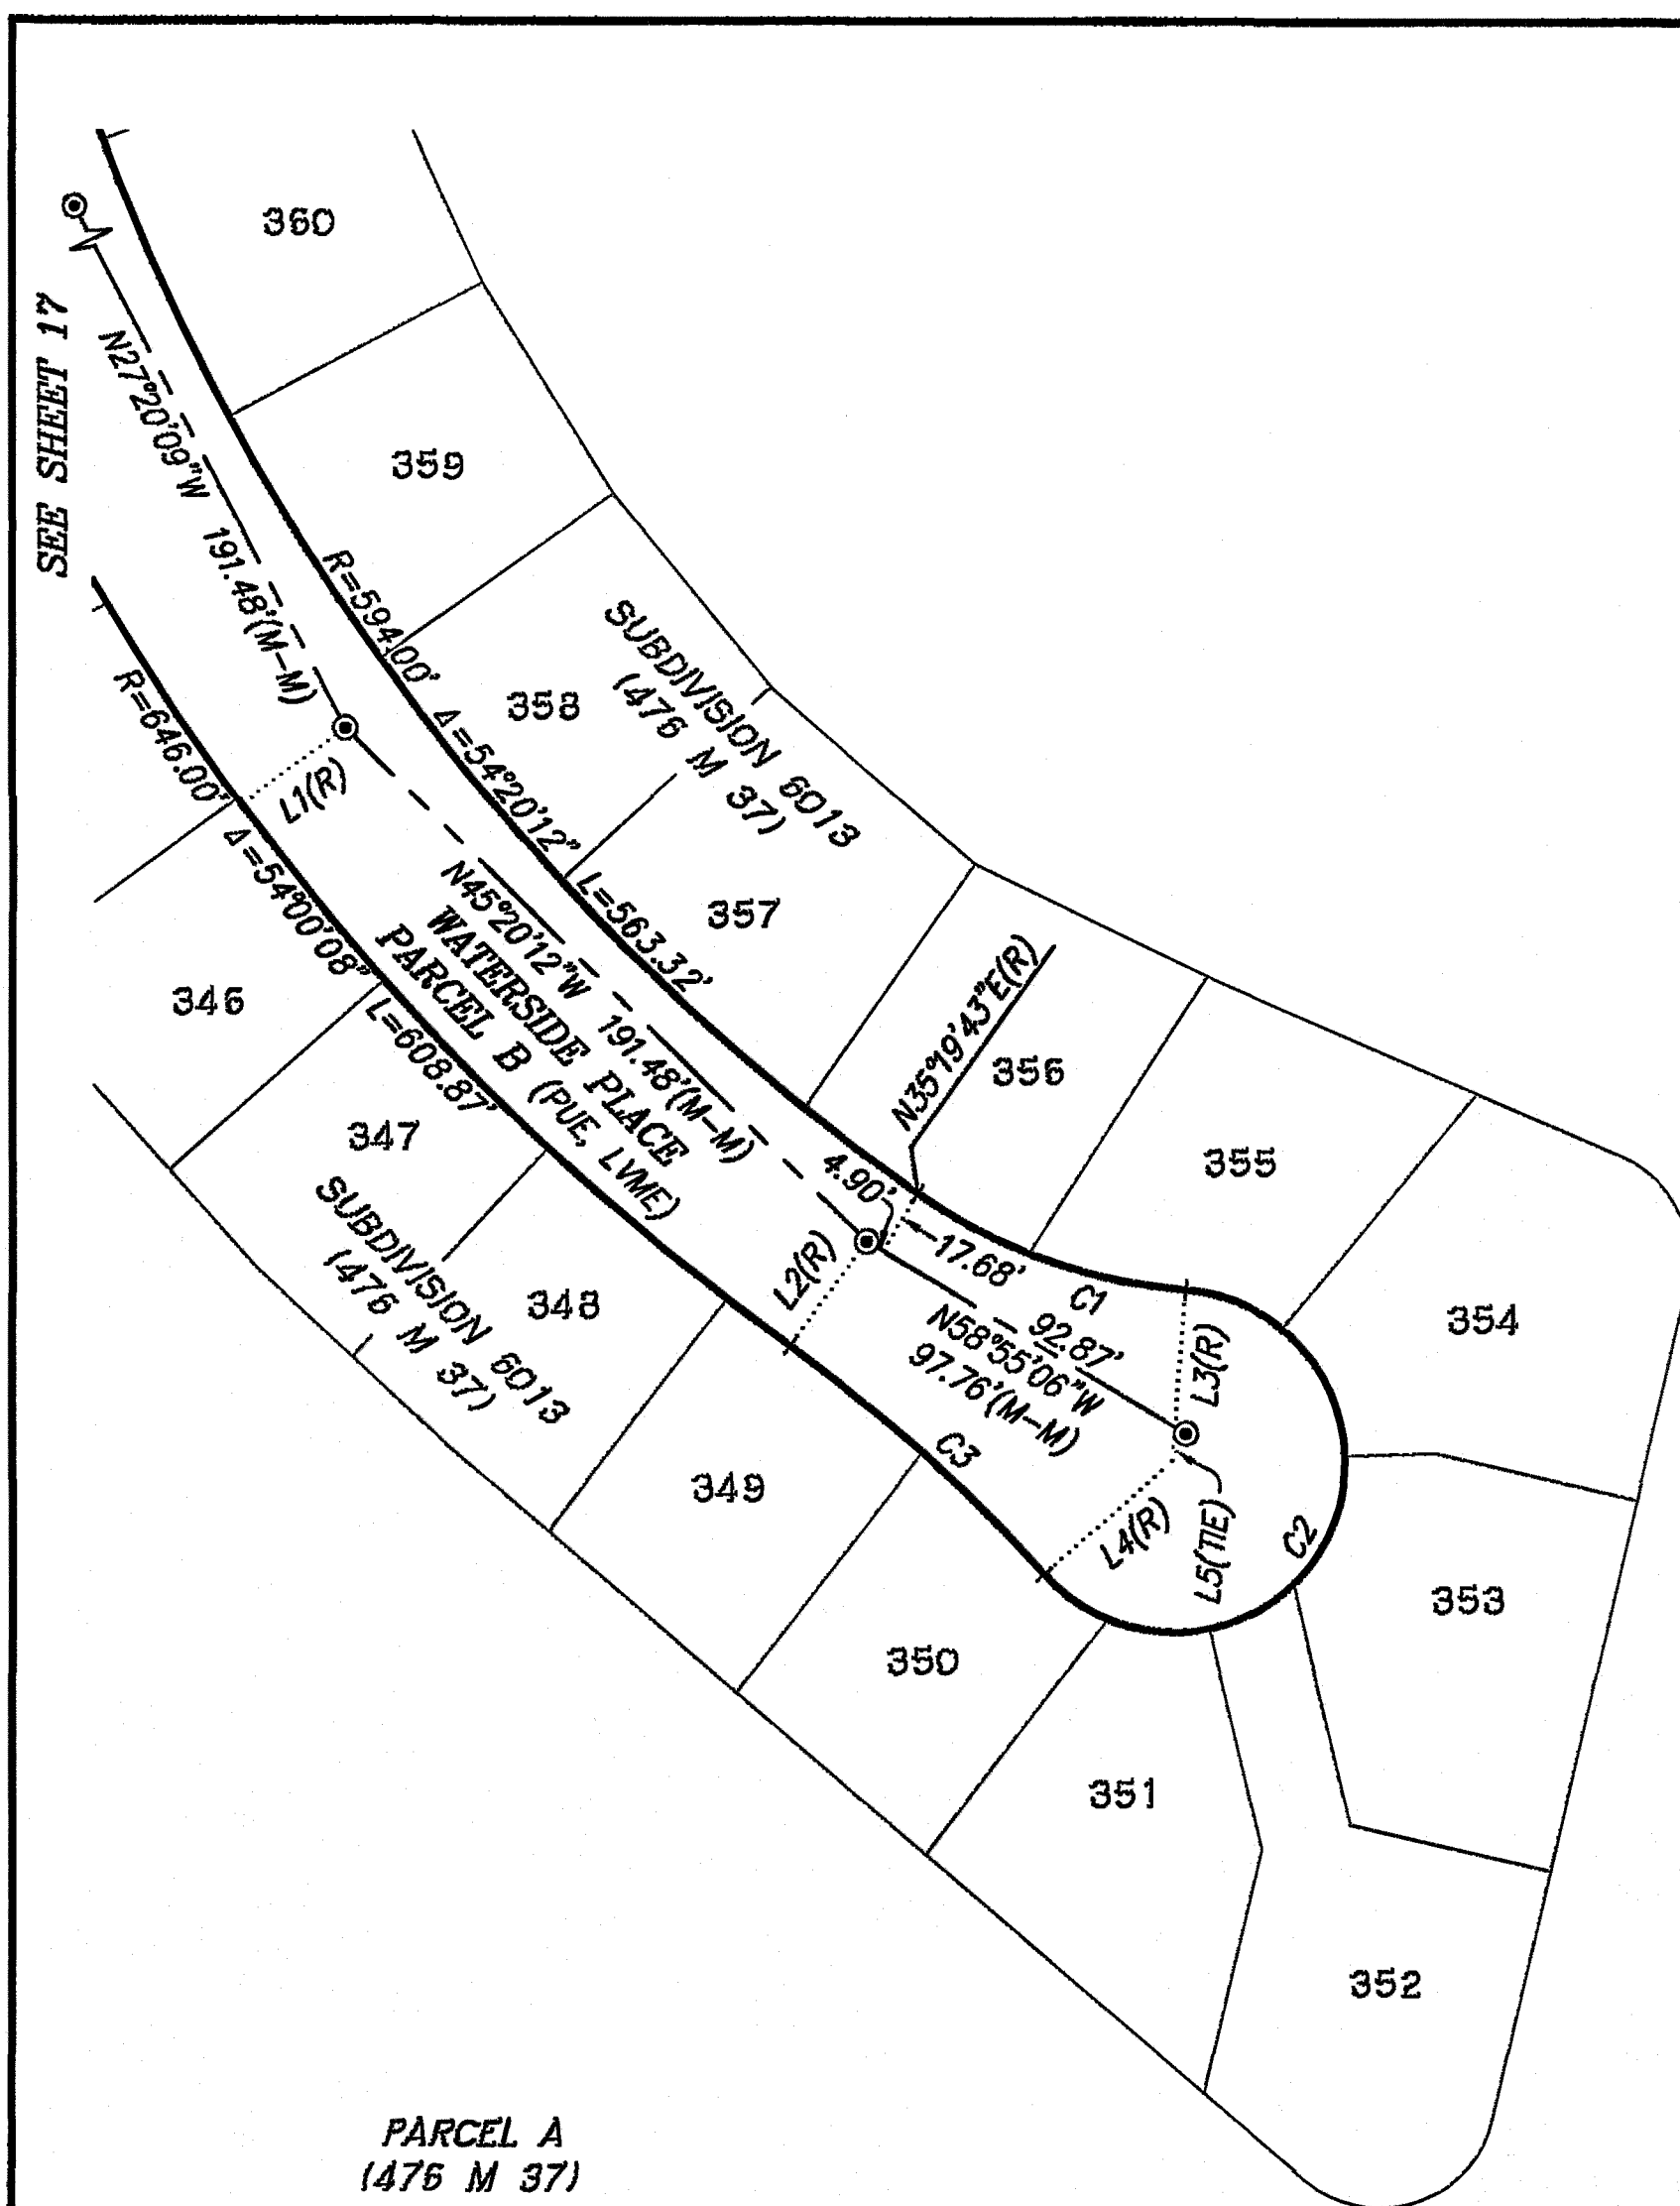 SEE SHEET 17
360
N27°20'09"W 191.48'(M-M)
359
R=594.00'
Δ=54°20'12"
L=563.32'
358
SUBDIVISION 6013
(476 M 37)
R=646.00'
Δ=54°00'08"
L=608.87'
L1(R)
357
N45°20'12"W 191.48'(M-M)
WATERSIDE PLACE
PARCEL B (PUE, LVME)
346
N35°19'43"E(R)
356
347
355
4.90'
17.68'
L2(R)
SUBDIVISION 6013
(476 M 37)
348
C1
92.87'
N58°55'06"W
97.76'(M-M)
354
L3(R)
C3
349
L4(R)
L5(TIE)
C2
353
350
351
352
PARCEL A
(476 M 37)